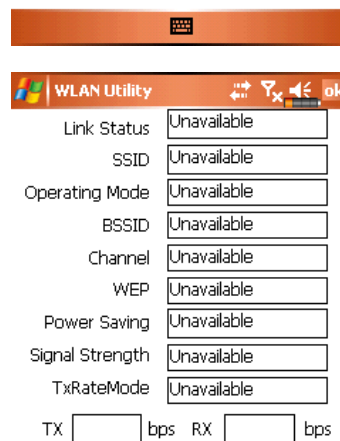 WLAN Utility ok
Link Status Unavailable
SSID Unavailable
Operating Mode Unavailable
BSSID Unavailable
Channel Unavailable
WEP Unavailable
Power Saving Unavailable
Signal Strength Unavailable
TxRateMode Unavailable
TX bps RX bps